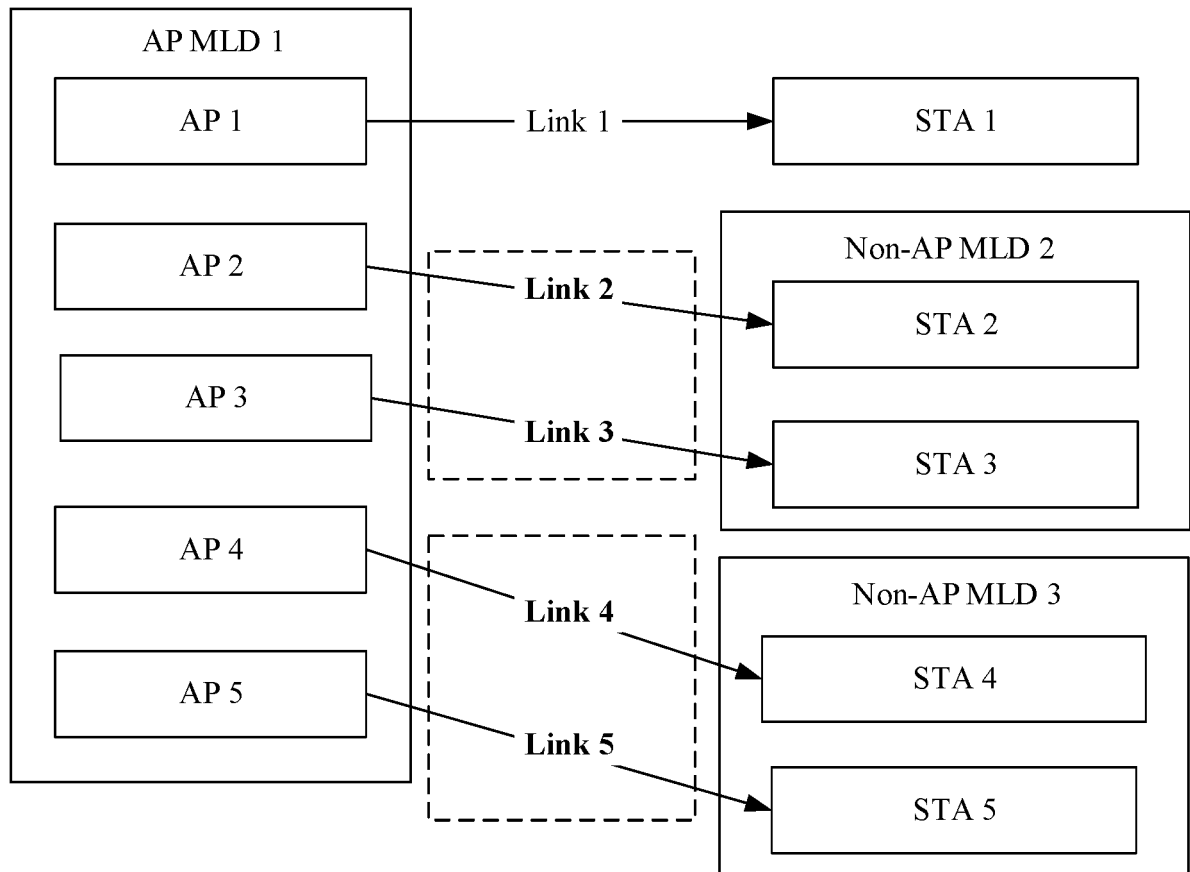 AP MLD 1
AP 1
Link 1
STA 1
AP 2
Link 2
Non-AP MLD 2
STA 2
AP 3
Link 3
STA 3
AP 4
Link 4
Non-AP MLD 3
STA 4
AP 5
Link 5
STA 5